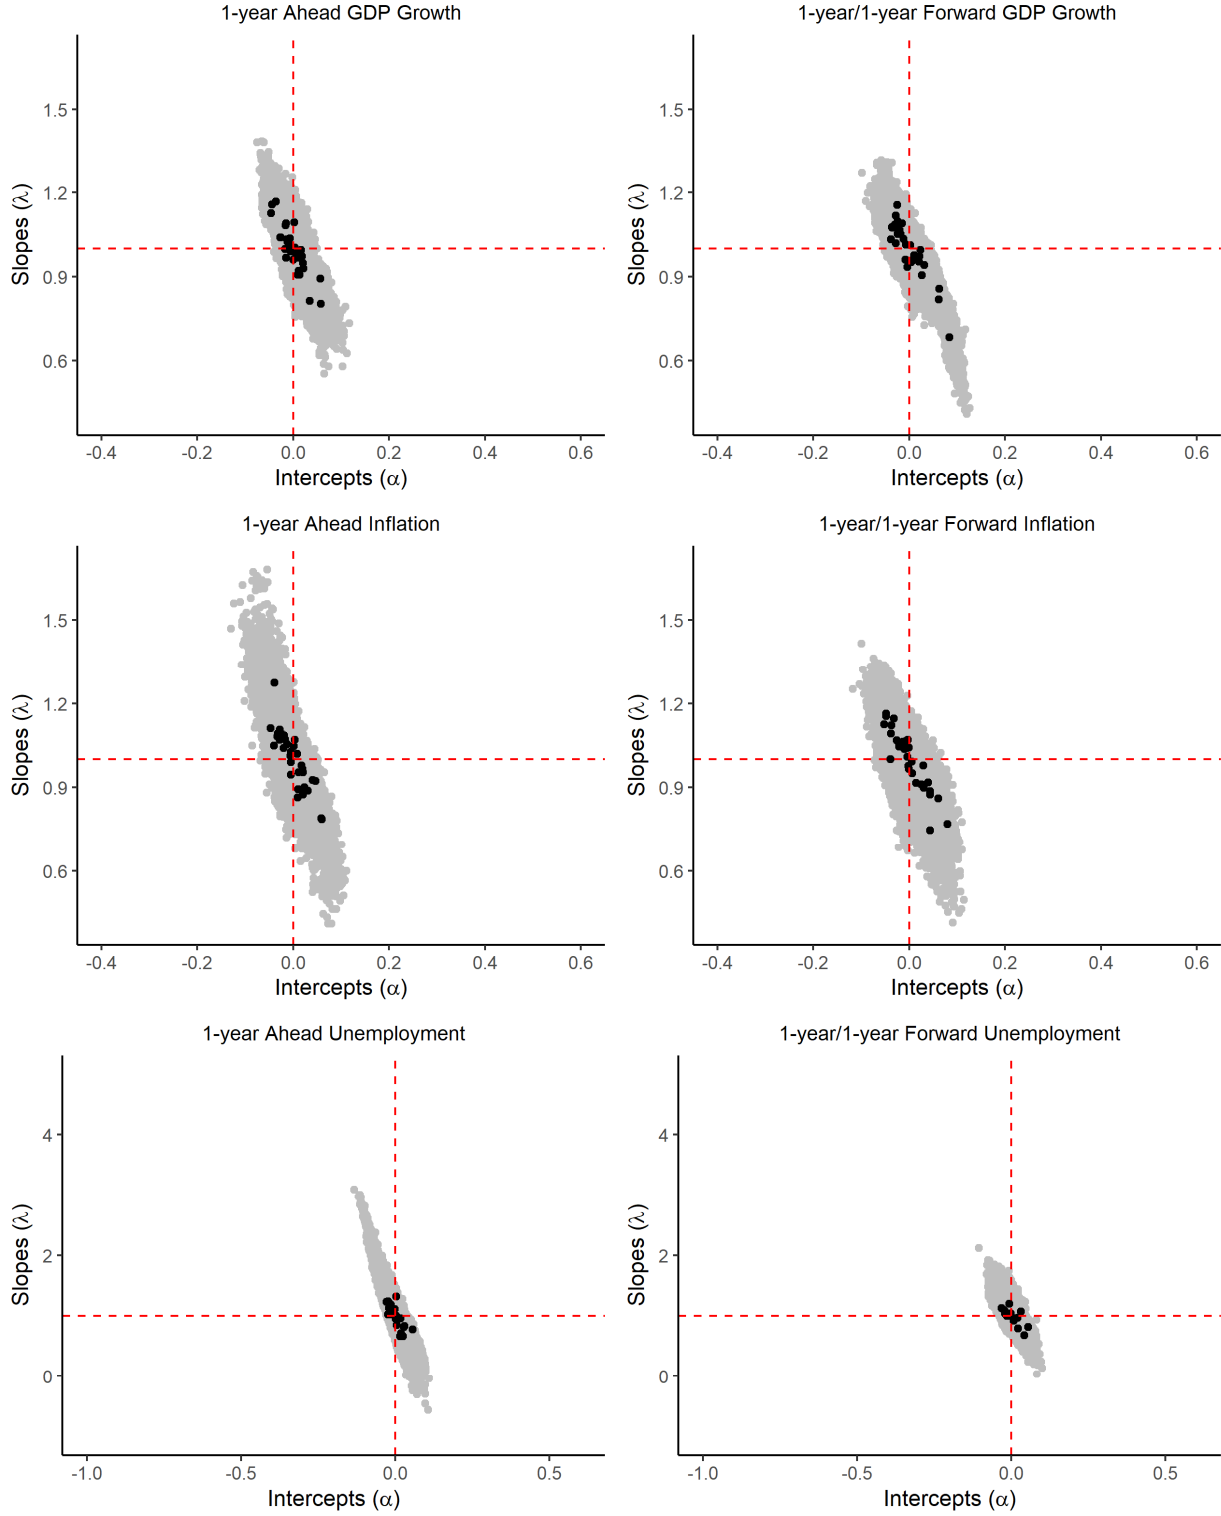 1-year Ahead GDP Growth
1.5
1.2
0.9
0.6
Slopes (λ)
-0.4 -0.2 0.0 0.2 0.4 0.6
Intercepts (α)
1-year/1-year Forward GDP Growth
1.5
1.2
0.9
0.6
Slopes (λ)
-0.4 -0.2 0.0 0.2 0.4 0.6
Intercepts (α)
1-year Ahead Inflation
1.5
1.2
0.9
0.6
Slopes (λ)
-0.4 -0.2 0.0 0.2 0.4 0.6
Intercepts (α)
1-year/1-year Forward Inflation
1.5
1.2
0.9
0.6
Slopes (λ)
-0.4 -0.2 0.0 0.2 0.4 0.6
Intercepts (α)
1-year Ahead Unemployment
4
2
0
Slopes (λ)
-1.0 -0.5 0.0 0.5
Intercepts (α)
1-year/1-year Forward Unemployment
4
2
0
Slopes (λ)
-1.0 -0.5 0.0 0.5
Intercepts (α)